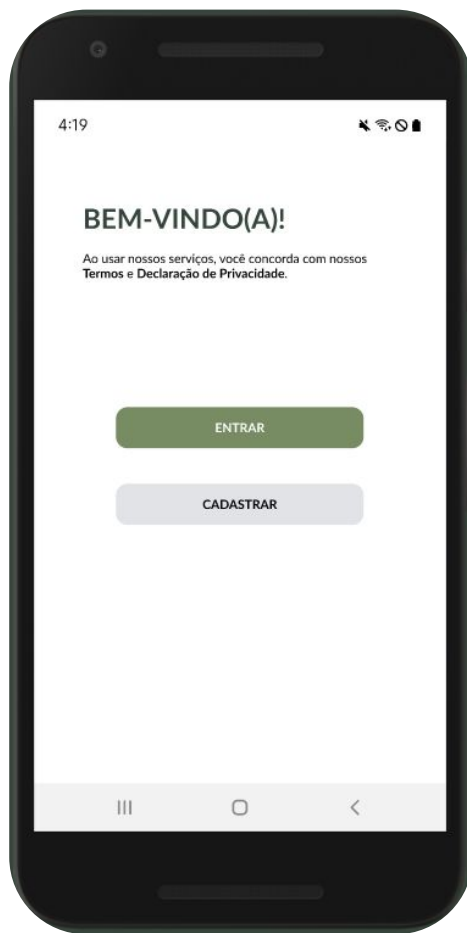 4:19
BEM-VINDO(A)!
Ao usar nossos serviços, você concorda com nossos
Termos e Declaração de Privacidade.
ENTRAR
CADASTRAR